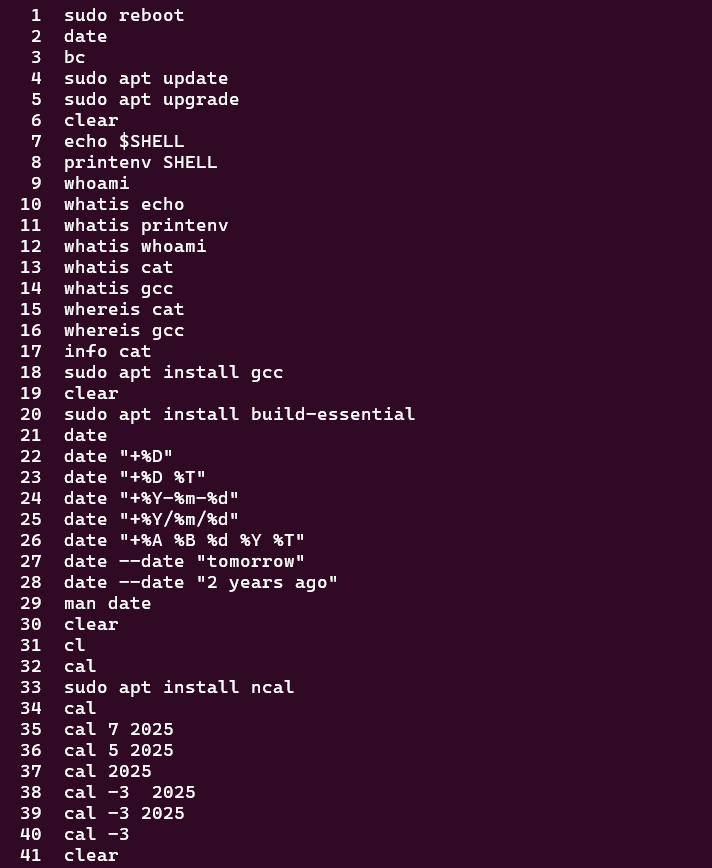 1  sudo reboot
2  date
3  bc
4  sudo apt update
5  sudo apt upgrade
6  clear
7  echo $SHELL
8  printenv SHELL
9  whoami
10  whatis echo
11  whatis printenv
12  whatis whoami
13  whatis cat
14  whatis gcc
15  whereis cat
16  whereis gcc
17  info cat
18  sudo apt install gcc
19  clear
20  sudo apt install build-essential
21  date
22  date "+%D"
23  date "+%D %T"
24  date "+%Y-%m-%d"
25  date "+%Y/%m/%d"
26  date "+%A %B %d %Y %T"
27  date --date "tomorrow"
28  date --date "2 years ago"
29  man date
30  clear
31  cl
32  cal
33  sudo apt install ncal
34  cal
35  cal 7 2025
36  cal 5 2025
37  cal 2025
38  cal -3  2025
39  cal -3 2025
40  cal -3
41  clear